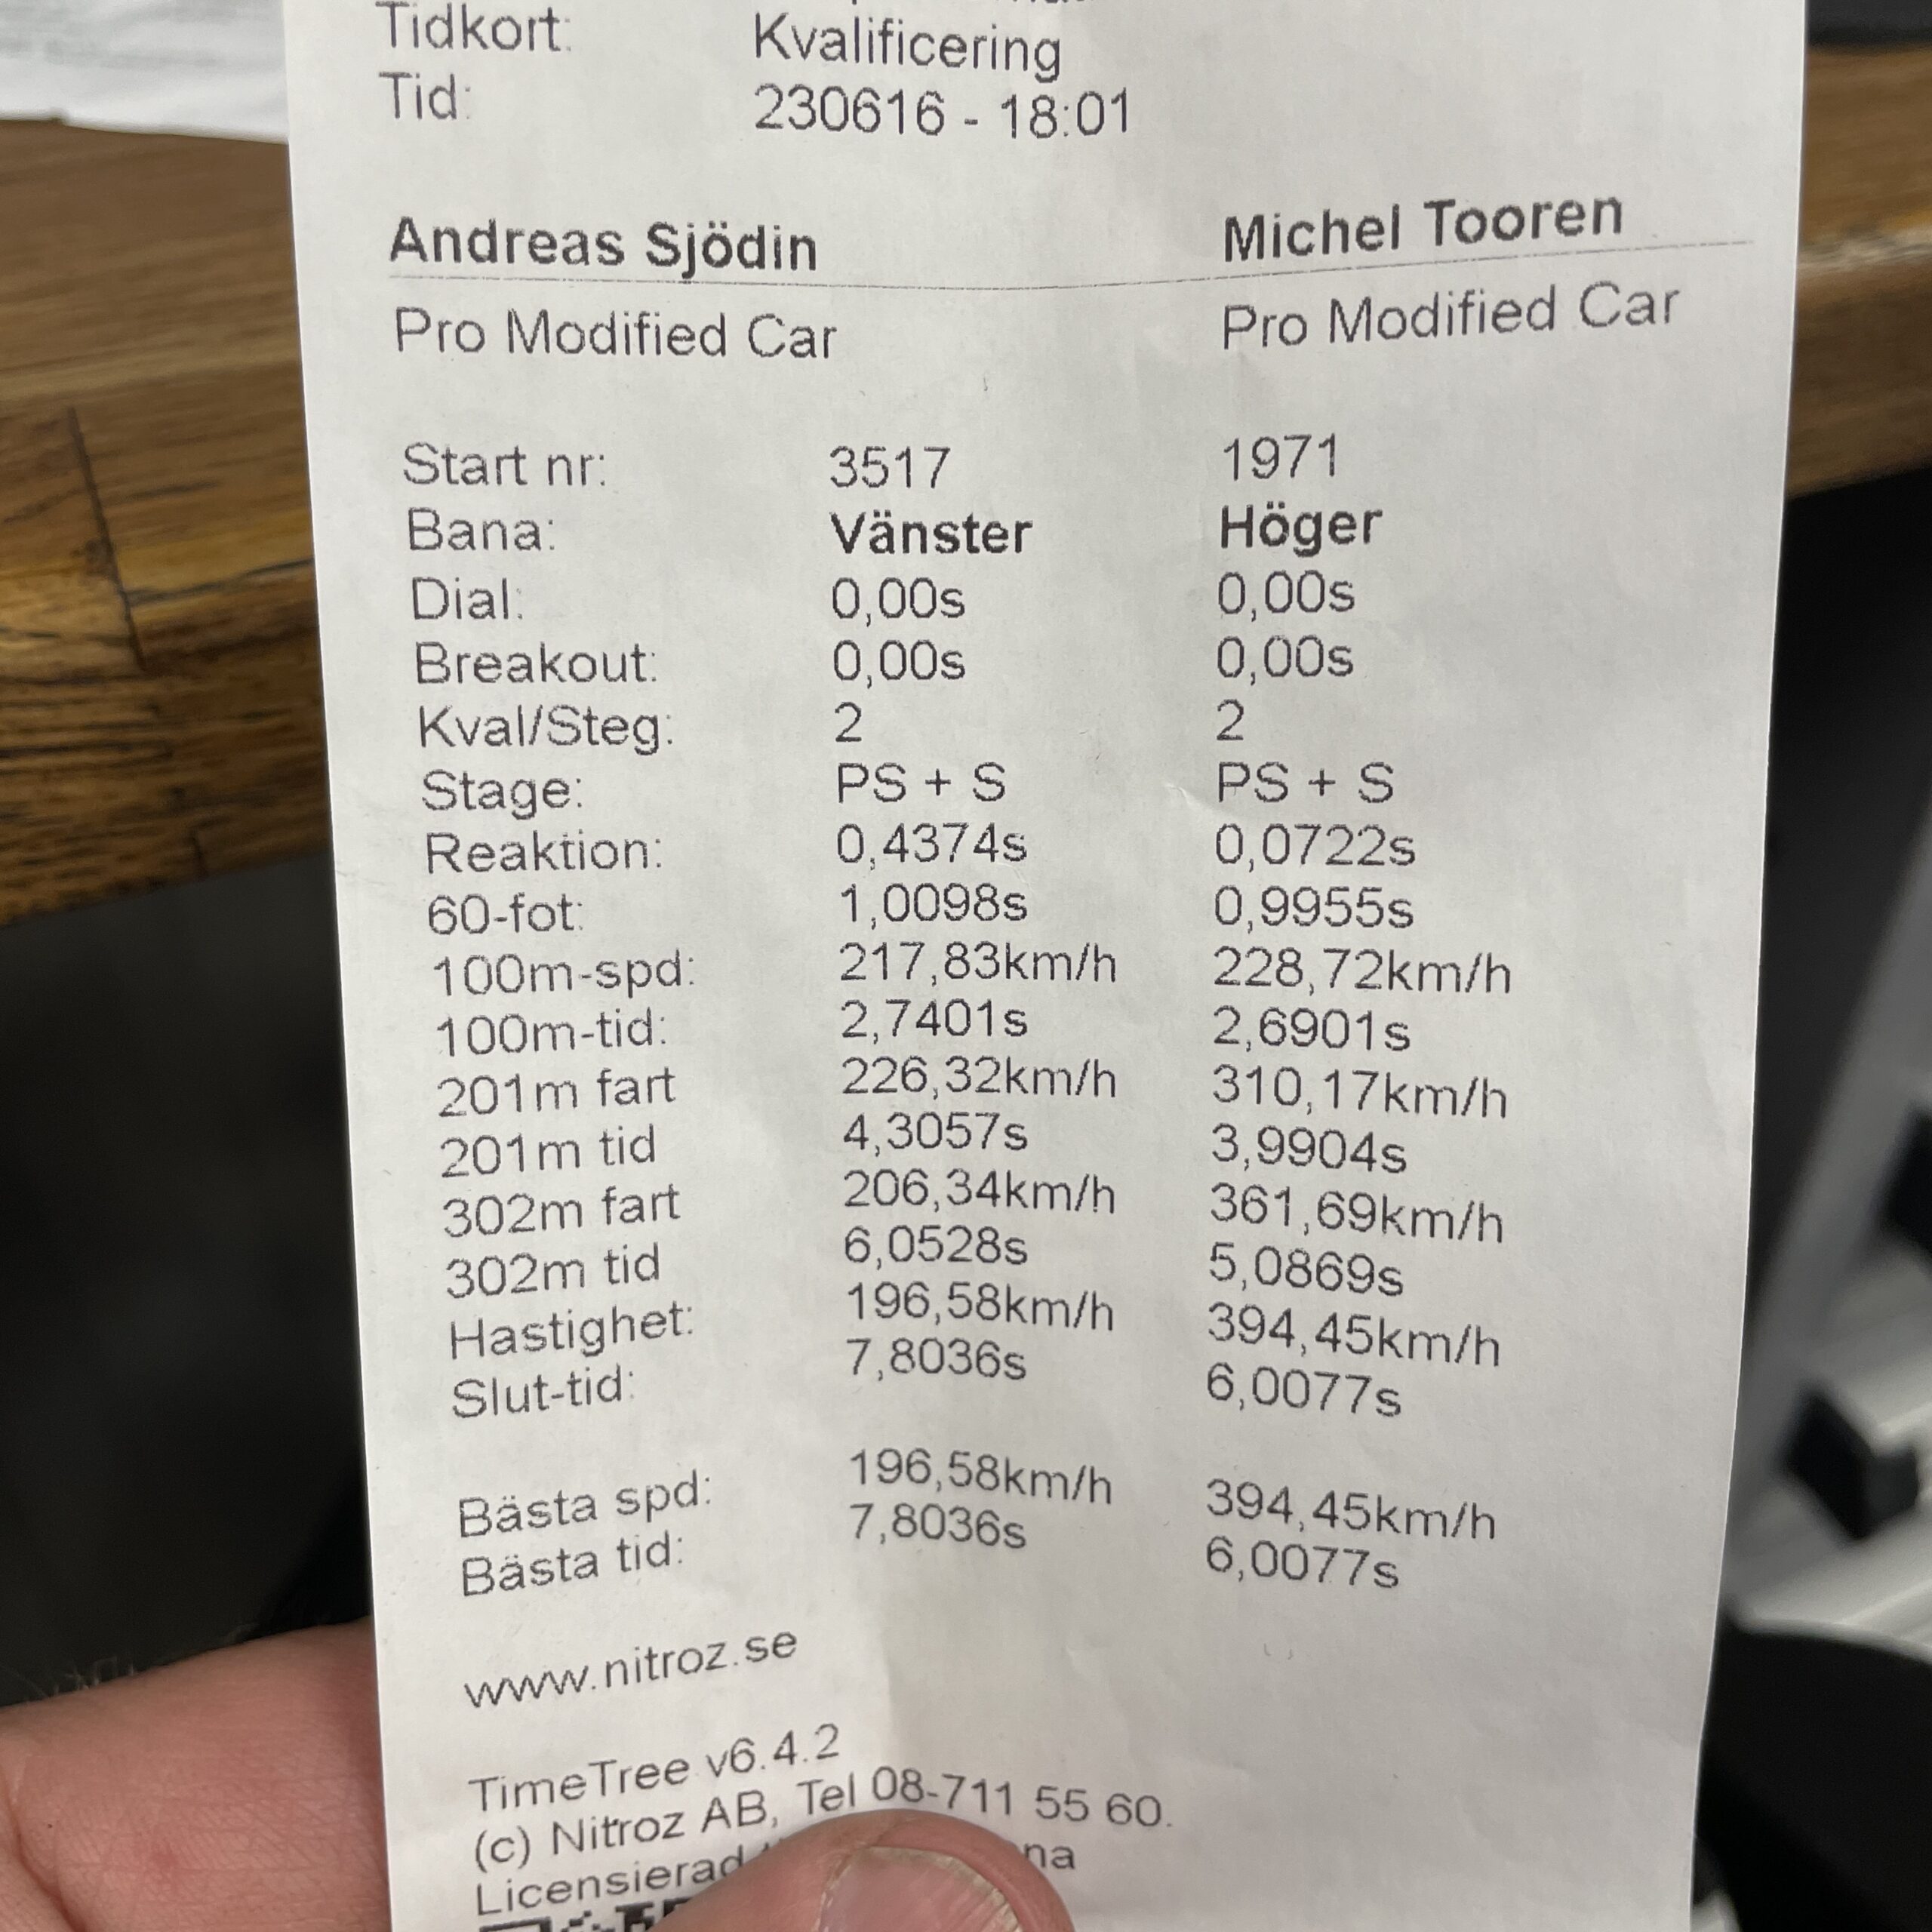 Tidkort: Kvalificering
Tid: 230616 - 18:01
Andreas Sjödin Michel Tooren
Pro Modified Car Pro Modified Car
Start nr: 3517 1971
Bana: Vänster Höger
Dial: 0,00s 0,00s
Breakout: 0,00s 0,00s
Kval/Steg: 2 2
Stage: PS + S PS + S
Reaktion: 0,4374s 0,0722s
60-fot: 1,0098s 0,9955s
100m-spd: 217,83km/h 228,72km/h
100m-tid: 2,7401s 2,6901s
201m fart 226,32km/h 310,17km/h
201m tid 4,3057s 3,9904s
302m fart 206,34km/h 361,69km/h
302m tid 6,0528s 5,0869s
Hastighet: 196,58km/h 394,45km/h
Slut-tid: 7,8036s 6,0077s
Bästa spd: 196,58km/h 394,45km/h
Bästa tid: 7,8036s 6,0077s
www.nitroz.se
TimeTree v6.4.2
(c) Nitroz AB, Tel 08-711 55 60.
Licensierad